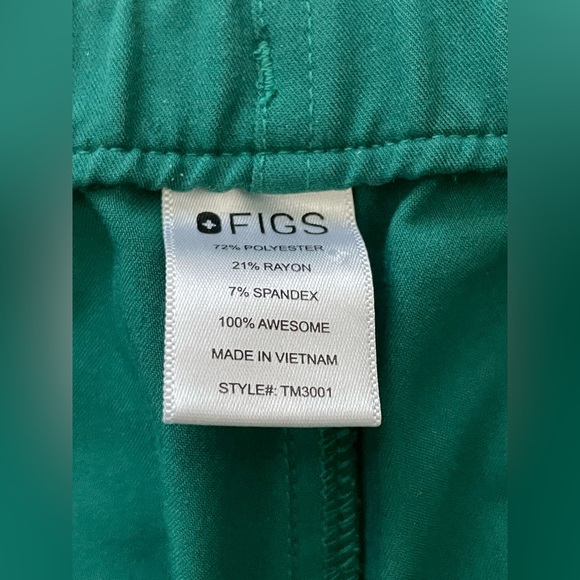 FIGS
72% POLYESTER
21% RAYON
7% SPANDEX
100% AWESOME
MADE IN VIETNAM
STYLE#: TM3001